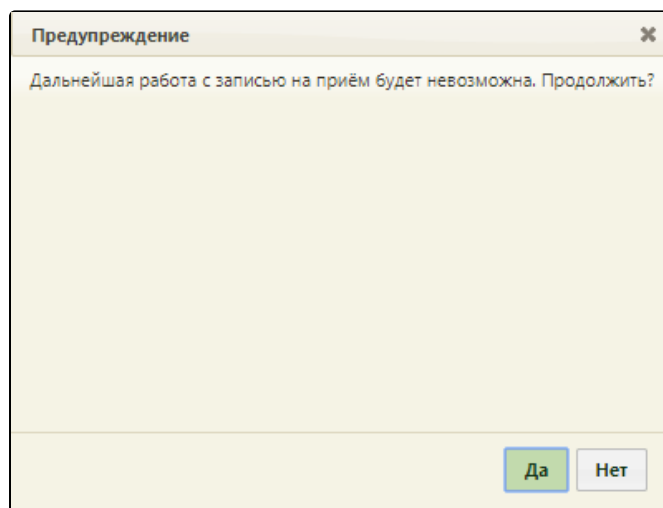 Предупреждение
Дальнейшая работа с записью на приём будет невозможна. Продолжить?
Да
Нет